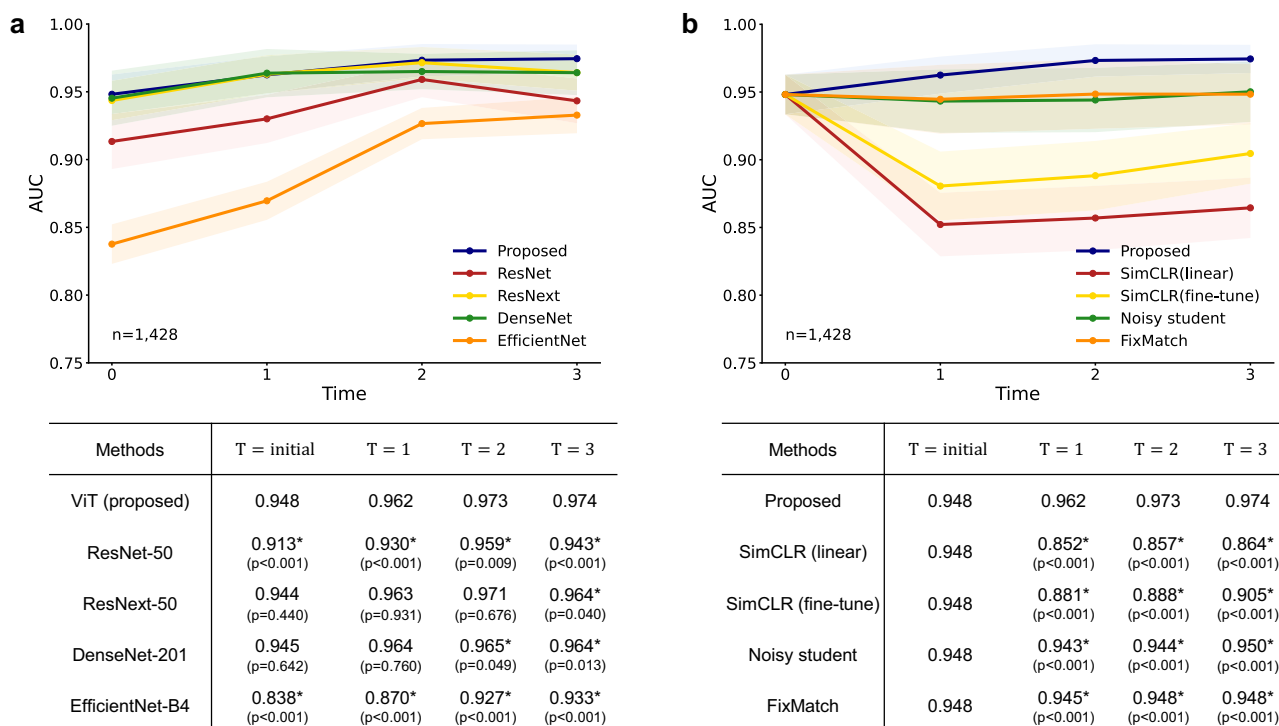 a
1.00
0.95
0.90
0.85
0.80
0.75
AUC
Proposed
ResNet
ResNext
DenseNet
EfficientNet
n=1,428
0 1 2 3
Time
Methods T = initial T = 1 T = 2 T = 3
ViT (proposed) 0.948 0.962 0.973 0.974
ResNet-50 0.913* 0.930* 0.959* 0.943*
(p<0.001) (p<0.001) (p=0.009) (p<0.001)
ResNext-50 0.944 0.963 0.971 0.964*
(p=0.440) (p=0.931) (p=0.676) (p=0.040)
DenseNet-201 0.945 0.964 0.965* 0.964*
(p=0.642) (p=0.760) (p=0.049) (p=0.013)
EfficientNet-B4 0.838* 0.870* 0.927* 0.933*
(p<0.001) (p<0.001) (p<0.001) (p<0.001)
b
1.00
0.95
0.90
0.85
0.80
0.75
AUC
Proposed
SimCLR(linear)
SimCLR(fine-tune)
Noisy student
FixMatch
n=1,428
0 1 2 3
Time
Methods T = initial T = 1 T = 2 T = 3
Proposed 0.948 0.962 0.973 0.974
SimCLR (linear) 0.948 0.852* 0.857* 0.864*
(p<0.001) (p<0.001) (p<0.001)
SimCLR (fine-tune) 0.948 0.881* 0.888* 0.905*
(p<0.001) (p<0.001) (p<0.001)
Noisy student 0.948 0.943* 0.944* 0.950*
(p<0.001) (p<0.001) (p<0.001)
FixMatch 0.948 0.945* 0.948* 0.948*
(p<0.001) (p<0.001) (p<0.001)